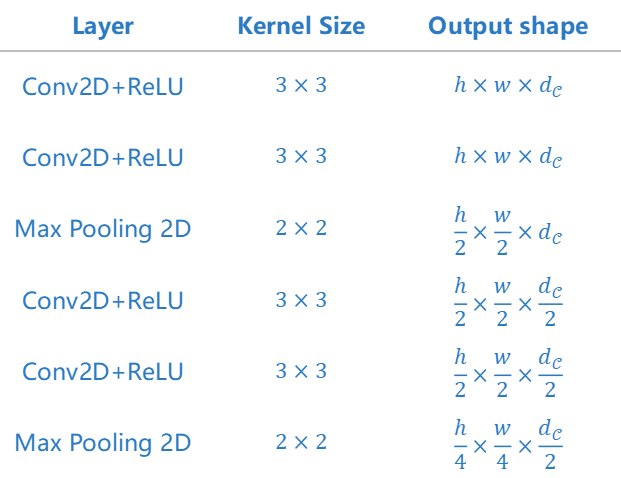 Layer Kernel Size Output shape
Conv2D+ReLU 3 × 3 h × w × d_𝒞
Conv2D+ReLU 3 × 3 h × w × d_𝒞
Max Pooling 2D 2 × 2 h/2 × w/2 × d_𝒞
Conv2D+ReLU 3 × 3 h/2 × w/2 × d_𝒞/2
Conv2D+ReLU 3 × 3 h/2 × w/2 × d_𝒞/2
Max Pooling 2D 2 × 2 h/4 × w/4 × d_𝒞/2